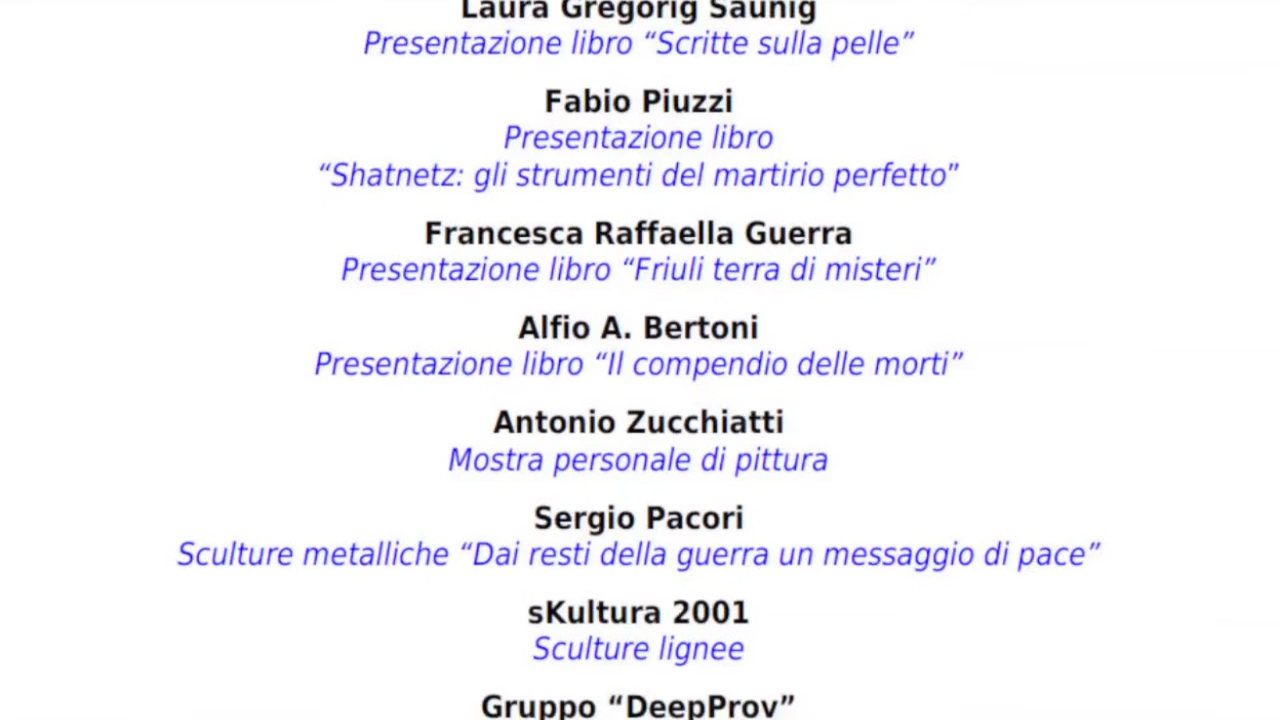 Laura Gregorig Saunig
Presentazione libro “Scritte sulla pelle”
Fabio Piuzzi
Presentazione libro
“Shatnetz: gli strumenti del martirio perfetto”
Francesca Raffaella Guerra
Presentazione libro “Friuli terra di misteri”
Alfio A. Bertoni
Presentazione libro “Il compendio delle morti”
Antonio Zucchiatti
Mostra personale di pittura
Sergio Pacori
Sculture metalliche “Dai resti della guerra un messaggio di pace”
sKultura 2001
Sculture lignee
Gruppo “DeepProv”